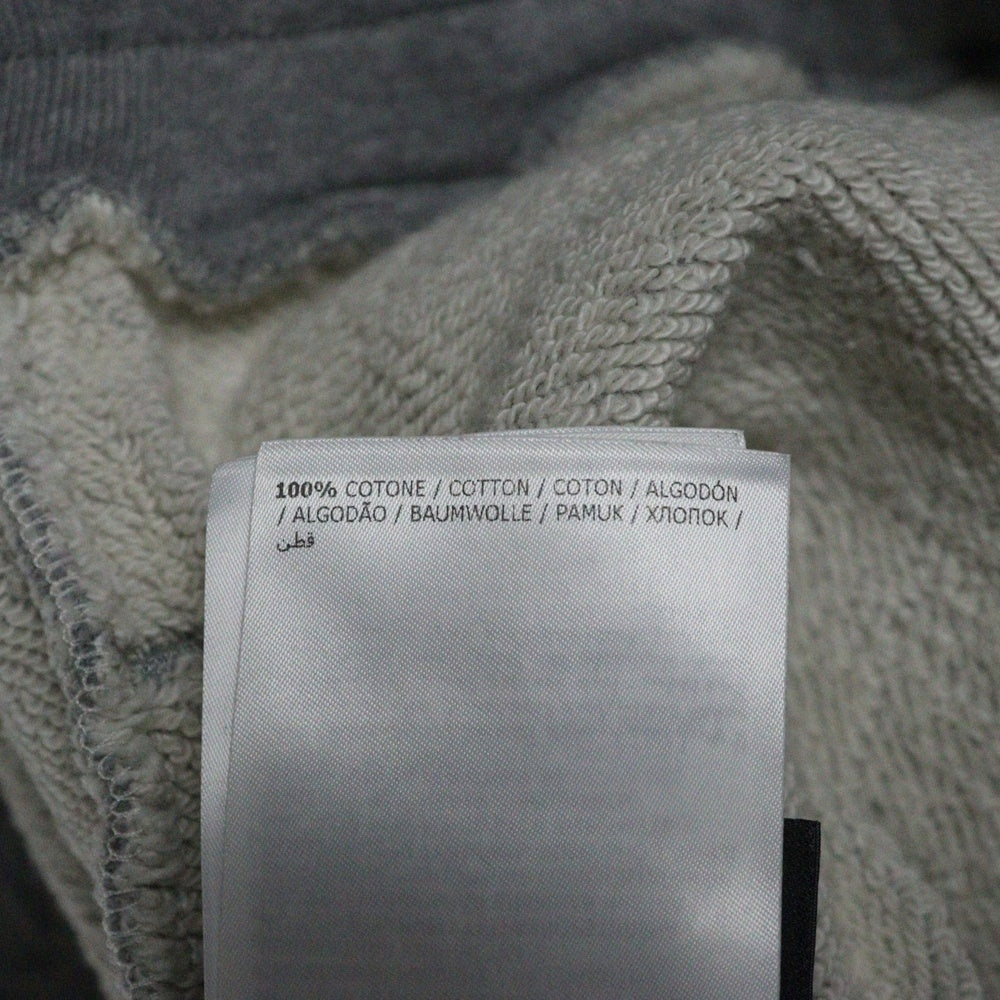 100% COTONE / COTTON / COTON / ALGODÓN
/ ALGODÃO / BAUMWOLLE / PAMUK / ХЛОПОК /
قطن